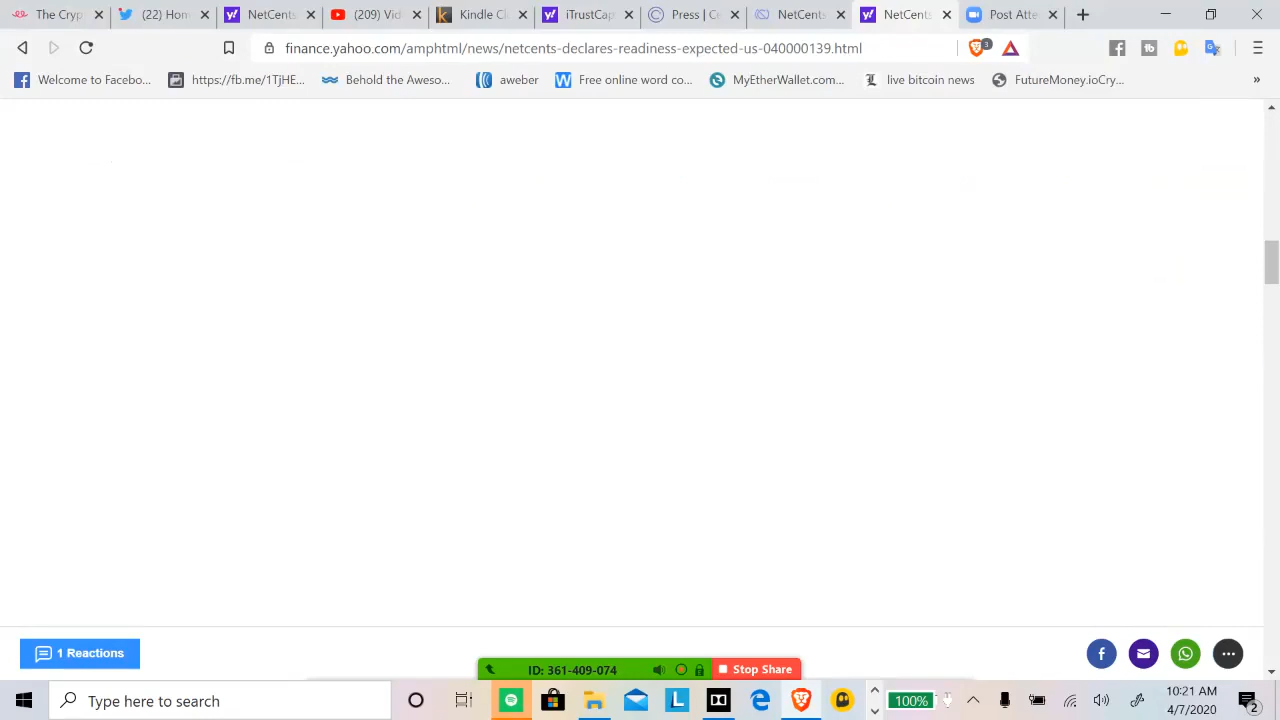 The Cryp
(22) Hom
NetCents
(209) Vid
Kindle Cl
iTrustCap
Press | Ce
NetCents
NetCents
Post Atte
finance.yahoo.com/amphtml/news/netcents-declares-readiness-expected-us-040000139.html
3
Welcome to Facebo...
https://fb.me/1TjHE...
Behold the Aweso...
aweber
Free online word co...
MyEtherWallet.com...
live bitcoin news
FutureMoney.ioCry...
»
1 Reactions
ID: 361-409-074
Stop Share
Type here to search
100%
10:21 AM
4/7/2020
2